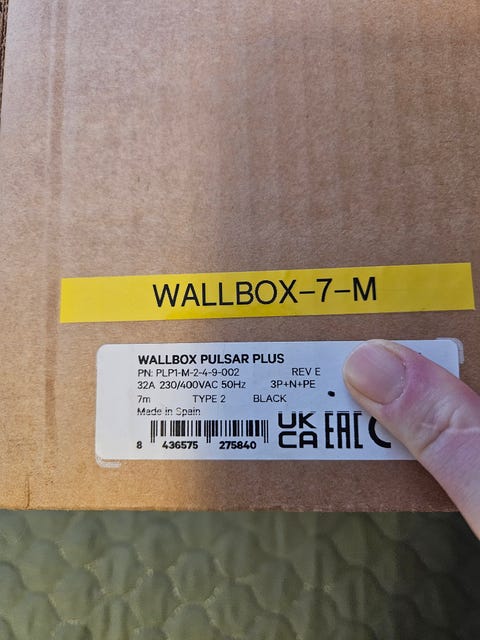 WALLBOX-7-M
WALLBOX PULSAR PLUS
PN: PLP1-M-2-4-9-002 REV E
32A 230/400VAC 50Hz 3P+N+PE
7m TYPE 2 BLACK
Made in Spain
8 436575 275840
UK
CA
EAC